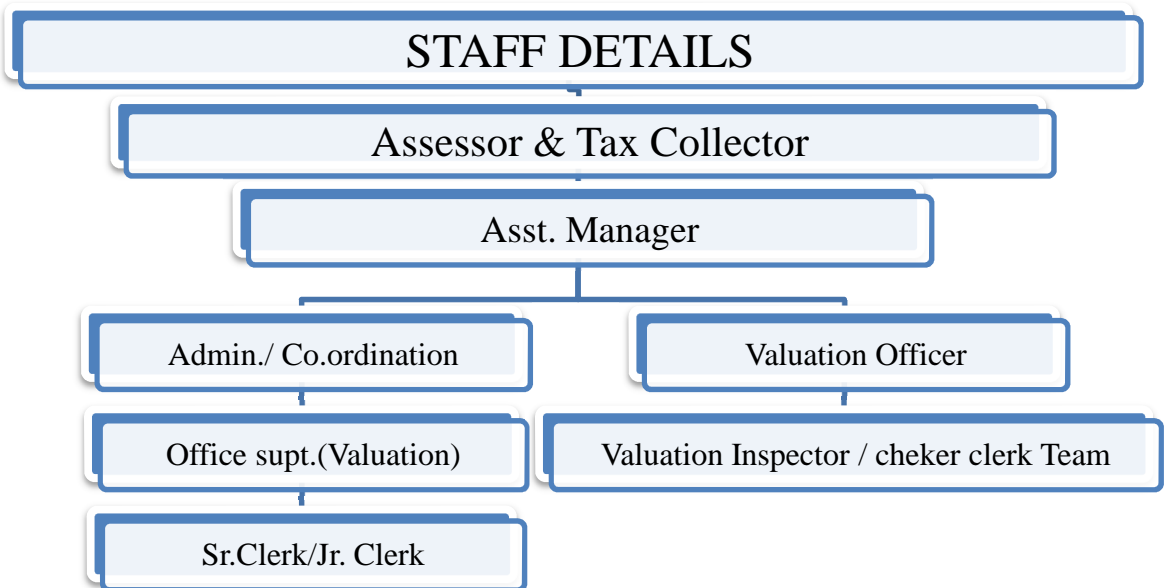 STAFF DETAILS
Assessor & Tax Collector
Asst. Manager
Admin./ Co.ordination
Valuation Officer
Office supt.(Valuation)
Valuation Inspector / cheker clerk Team
Sr.Clerk/Jr. Clerk